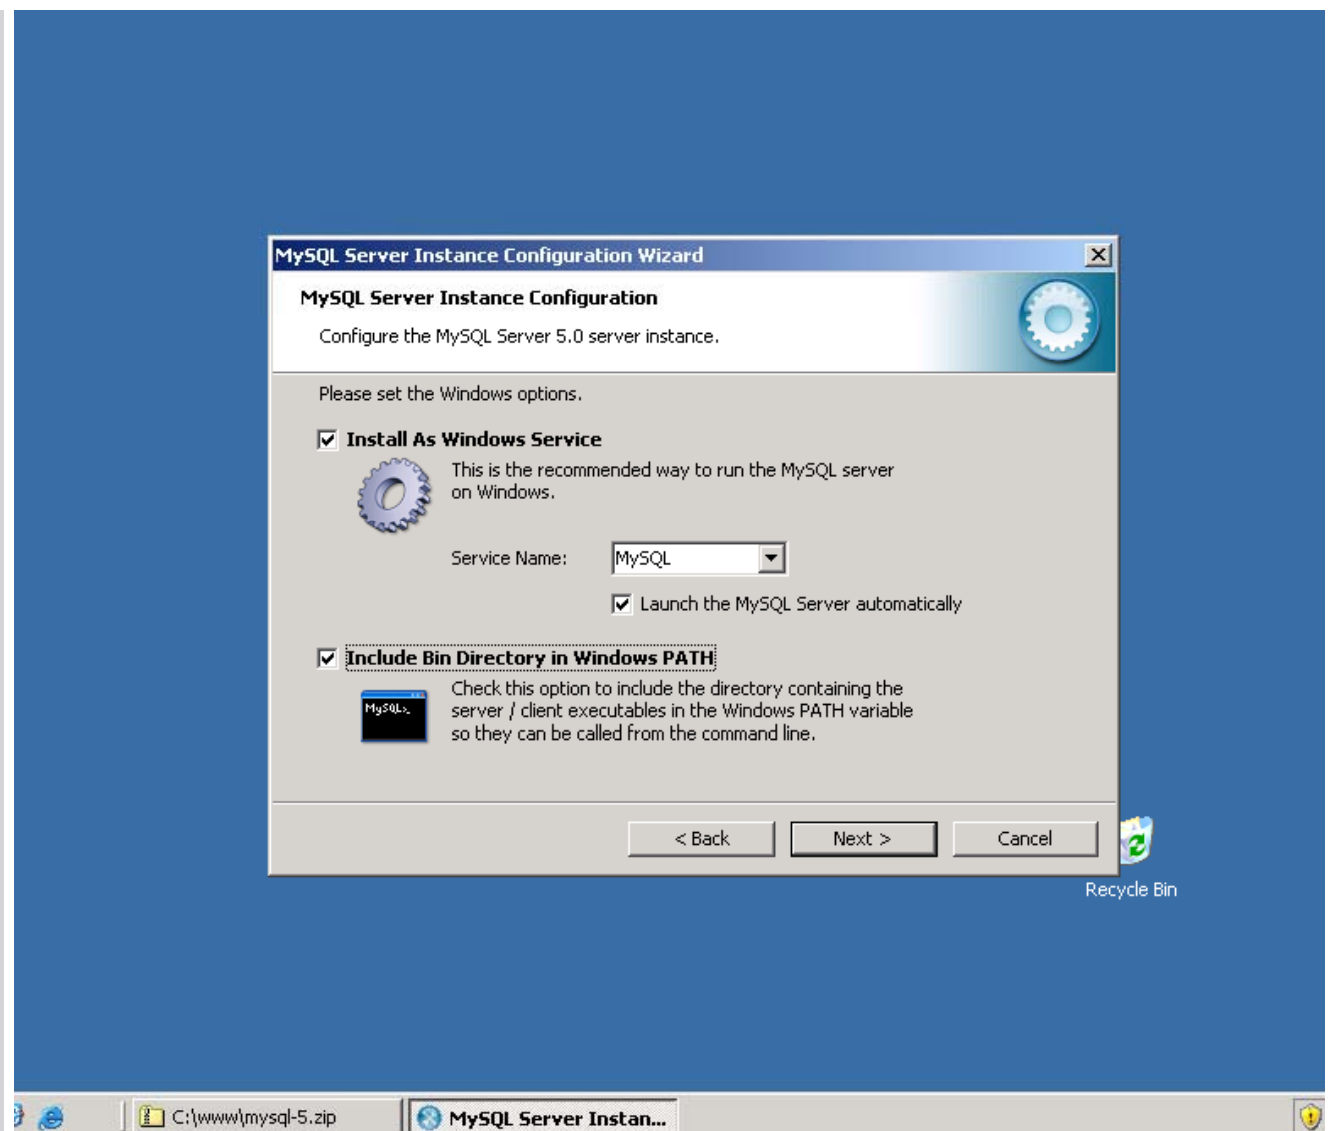 MySQL Server Instance Configuration Wizard
MySQL Server Instance Configuration
Configure the MySQL Server 5.0 server instance.
Please set the Windows options.
Install As Windows Service
This is the recommended way to run the MySQL server
on Windows.
Service Name: MySQL
Launch the MySQL Server automatically
Include Bin Directory in Windows PATH
MySQL>_
Check this option to include the directory containing the
server / client executables in the Windows PATH variable
so they can be called from the command line.
< Back Next > Cancel
Recycle Bin
C:\www\mysql-5.zip MySQL Server Instan...